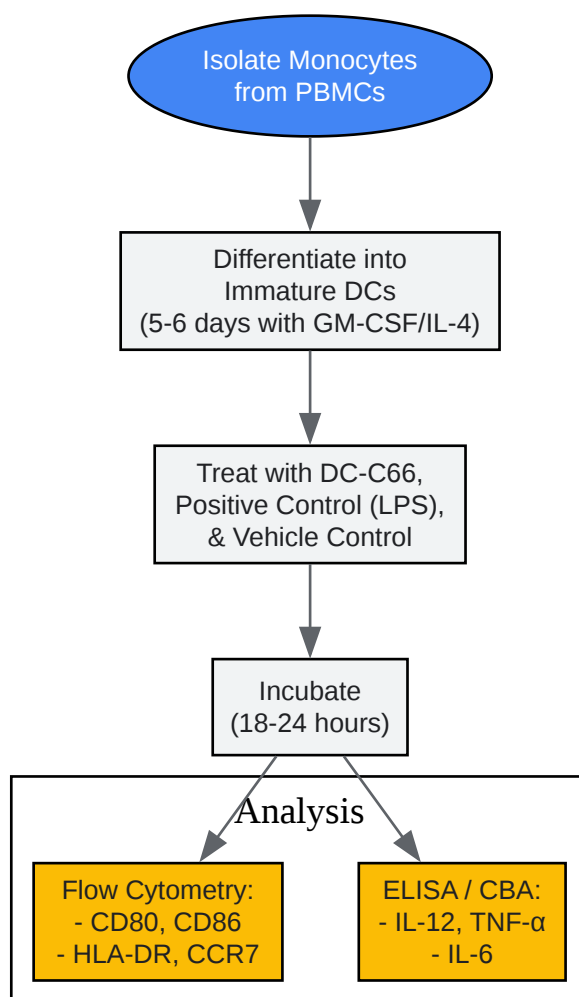 Isolate Monocytes
from PBMCs
Differentiate into
Immature DCs
(5-6 days with GM-CSF/IL-4)
Treat with DC-C66,
Positive Control (LPS),
& Vehicle Control
Incubate
(18-24 hours)
Analysis
Flow Cytometry:
- CD80, CD86
- HLA-DR, CCR7
ELISA / CBA:
- IL-12, TNF-α
- IL-6